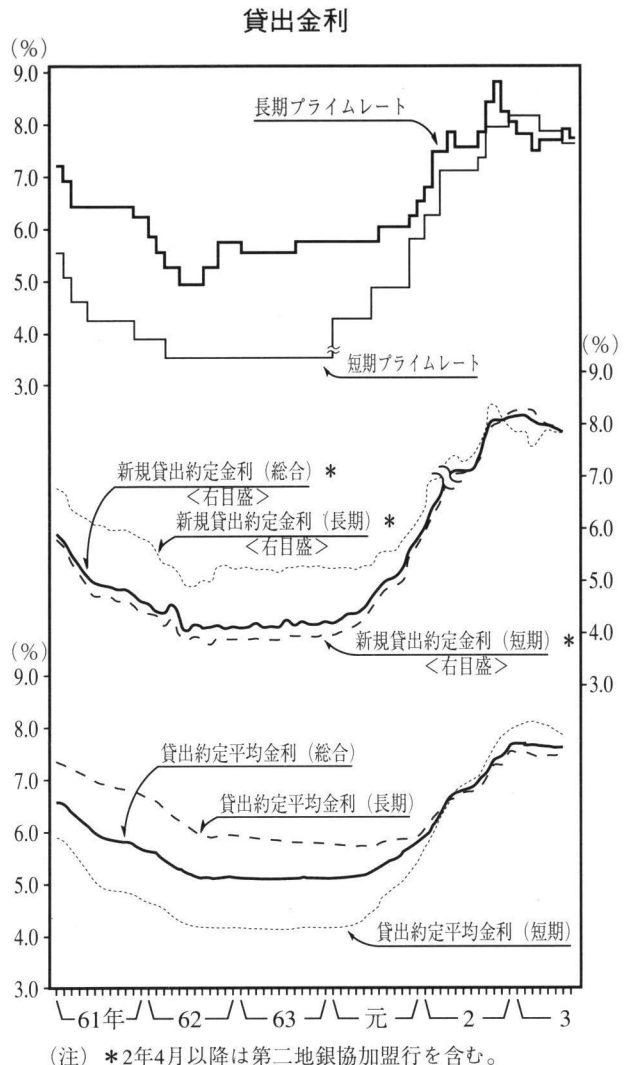 貸出金利
(%)
9.0
8.0
7.0
6.0
5.0
4.0
3.0
長期プライムレート
短期プライムレート
(%)
9.0
8.0
7.0
6.0
5.0
4.0
3.0
新規貸出約定金利（総合）*
<右目盛>
新規貸出約定金利（長期）*
<右目盛>
新規貸出約定金利（短期）*
<右目盛>
(%)
9.0
8.0
7.0
6.0
5.0
4.0
3.0
貸出約定平均金利（総合）
貸出約定平均金利（長期）
貸出約定平均金利（短期）
61年 62 63 元 2 3
（注）*2年4月以降は第二地銀協加盟行を含む。